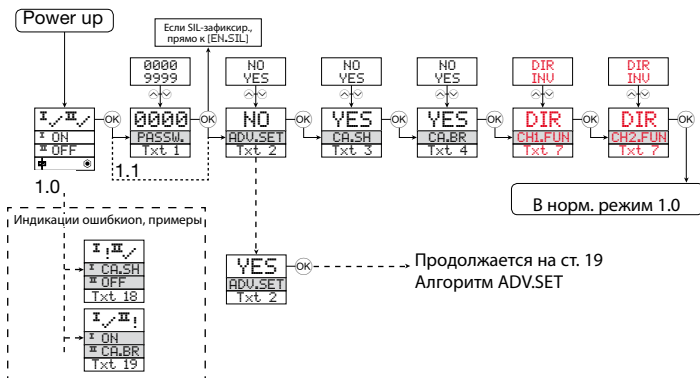 Power up
Если SIL-зафиксир.,
прямо к [EN.SIL]
0000
9999
NO
YES
NO
YES
NO
YES
DIR
INV
DIR
INV
I ✓ II ✓
I ON
II OFF
OK
0000
PASSW.
Txt 1
OK
NO
ADV.SET
Txt 2
OK
YES
CA.SH
Txt 3
OK
YES
CA.BR
Txt 4
OK
DIR
CH1.FUN
Txt 7
OK
DIR
CH2.FUN
Txt 7
OK
1.0
1.1
В норм. режим 1.0
Индикации ошибкион, примеры
I ! II ✓
I CA.SH
II OFF
Txt 18
I ✓ II !
I ON
II CA.BR
Txt 19
YES
ADV.SET
Txt 2
OK
Продолжается на ст. 19
Алгоритм ADV.SET